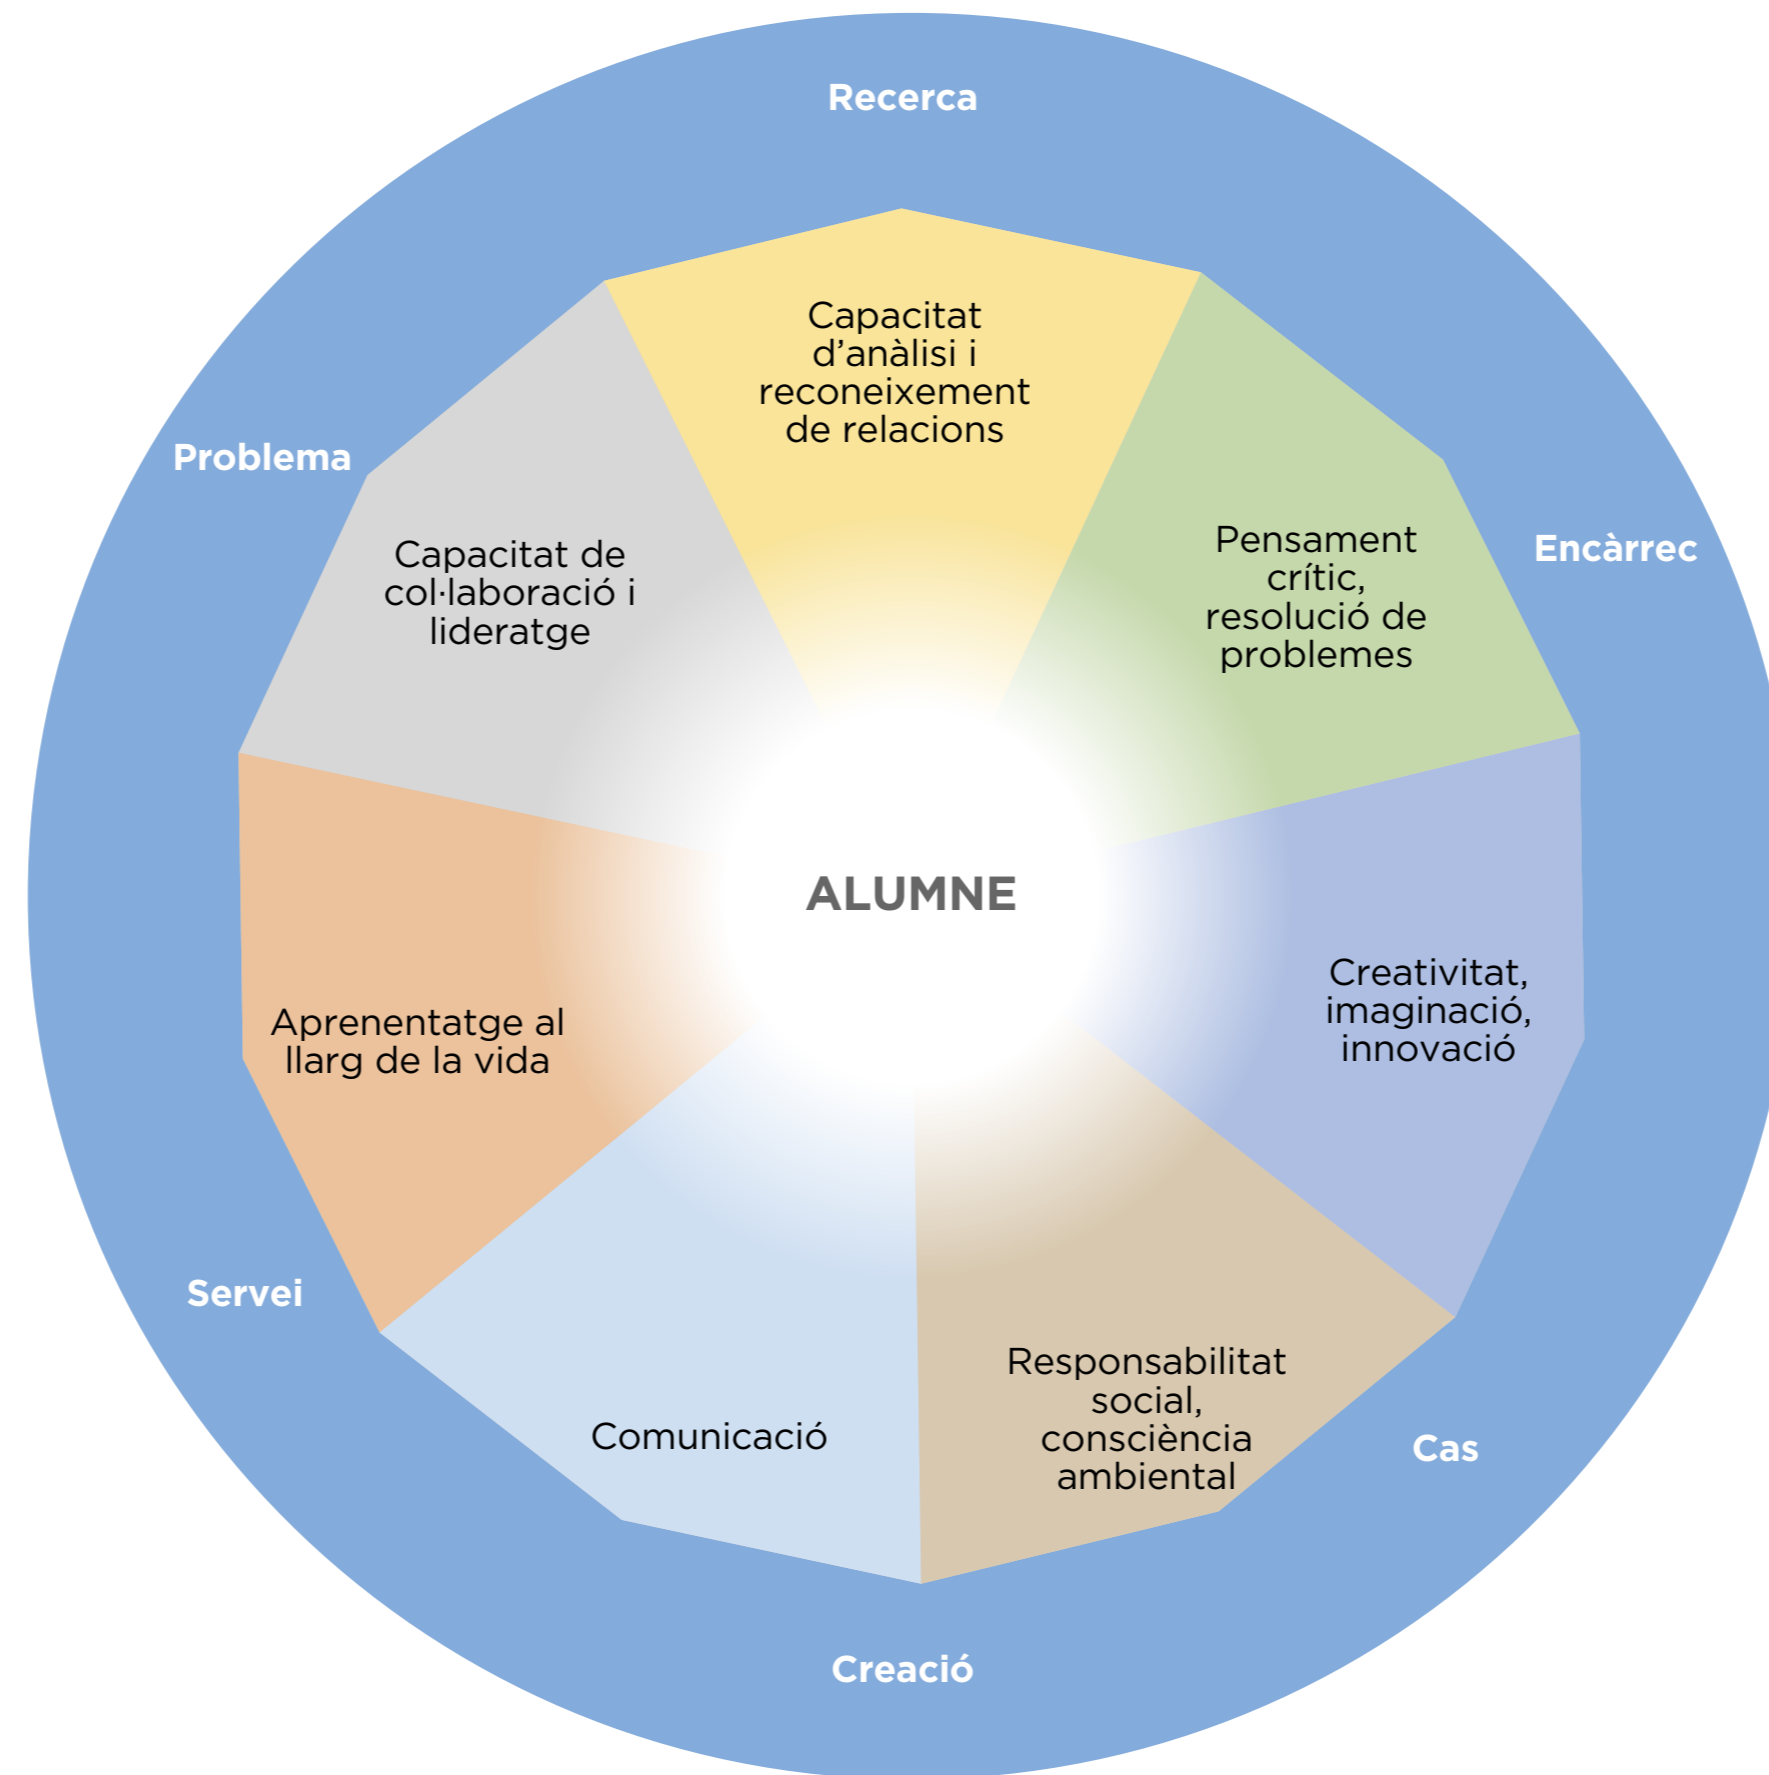 Recerca
Capacitat
d’anàlisi i
reconeixement
de relacions
Problema
Encàrrec
Capacitat de
col·laboració i
lideratge
Pensament
crític,
resolució de
problemes
ALUMNE
Aprenentatge al
llarg de la vida
Creativitat,
imaginació,
innovació
Servei
Comunicació
Responsabilitat
social,
consciència
ambiental
Cas
Creació